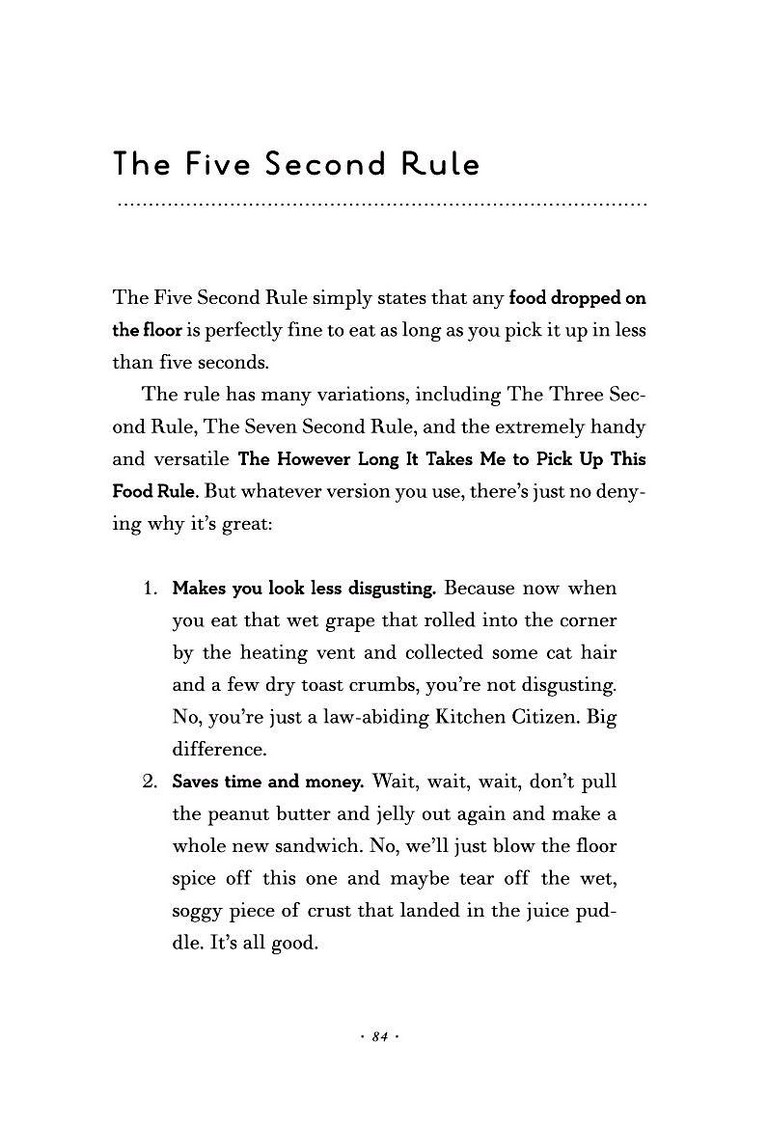 The Five Second Rule
The Five Second Rule simply states that any food dropped on
the floor is perfectly fine to eat as long as you pick it up in less
than five seconds.
The rule has many variations, including The Three Sec-
ond Rule, The Seven Second Rule, and the extremely handy
and versatile The However Long It Takes Me to Pick Up This
Food Rule. But whatever version you use, there's just no deny-
ing why it's great:
1. Makes you look less disgusting. Because now when
you eat that wet grape that rolled into the corner
by the heating vent and collected some cat hair
and a few dry toast crumbs, you're not disgusting.
No, you're just a law-abiding Kitchen Citizen. Big
difference.
2. Saves time and money. Wait, wait, wait, don't pull
the peanut butter and jelly out again and make a
whole new sandwich. No, we'll just blow the floor
spice off this one and maybe tear off the wet,
soggy piece of crust that landed in the juice pud-
dle. It's all good.
· 84 ·